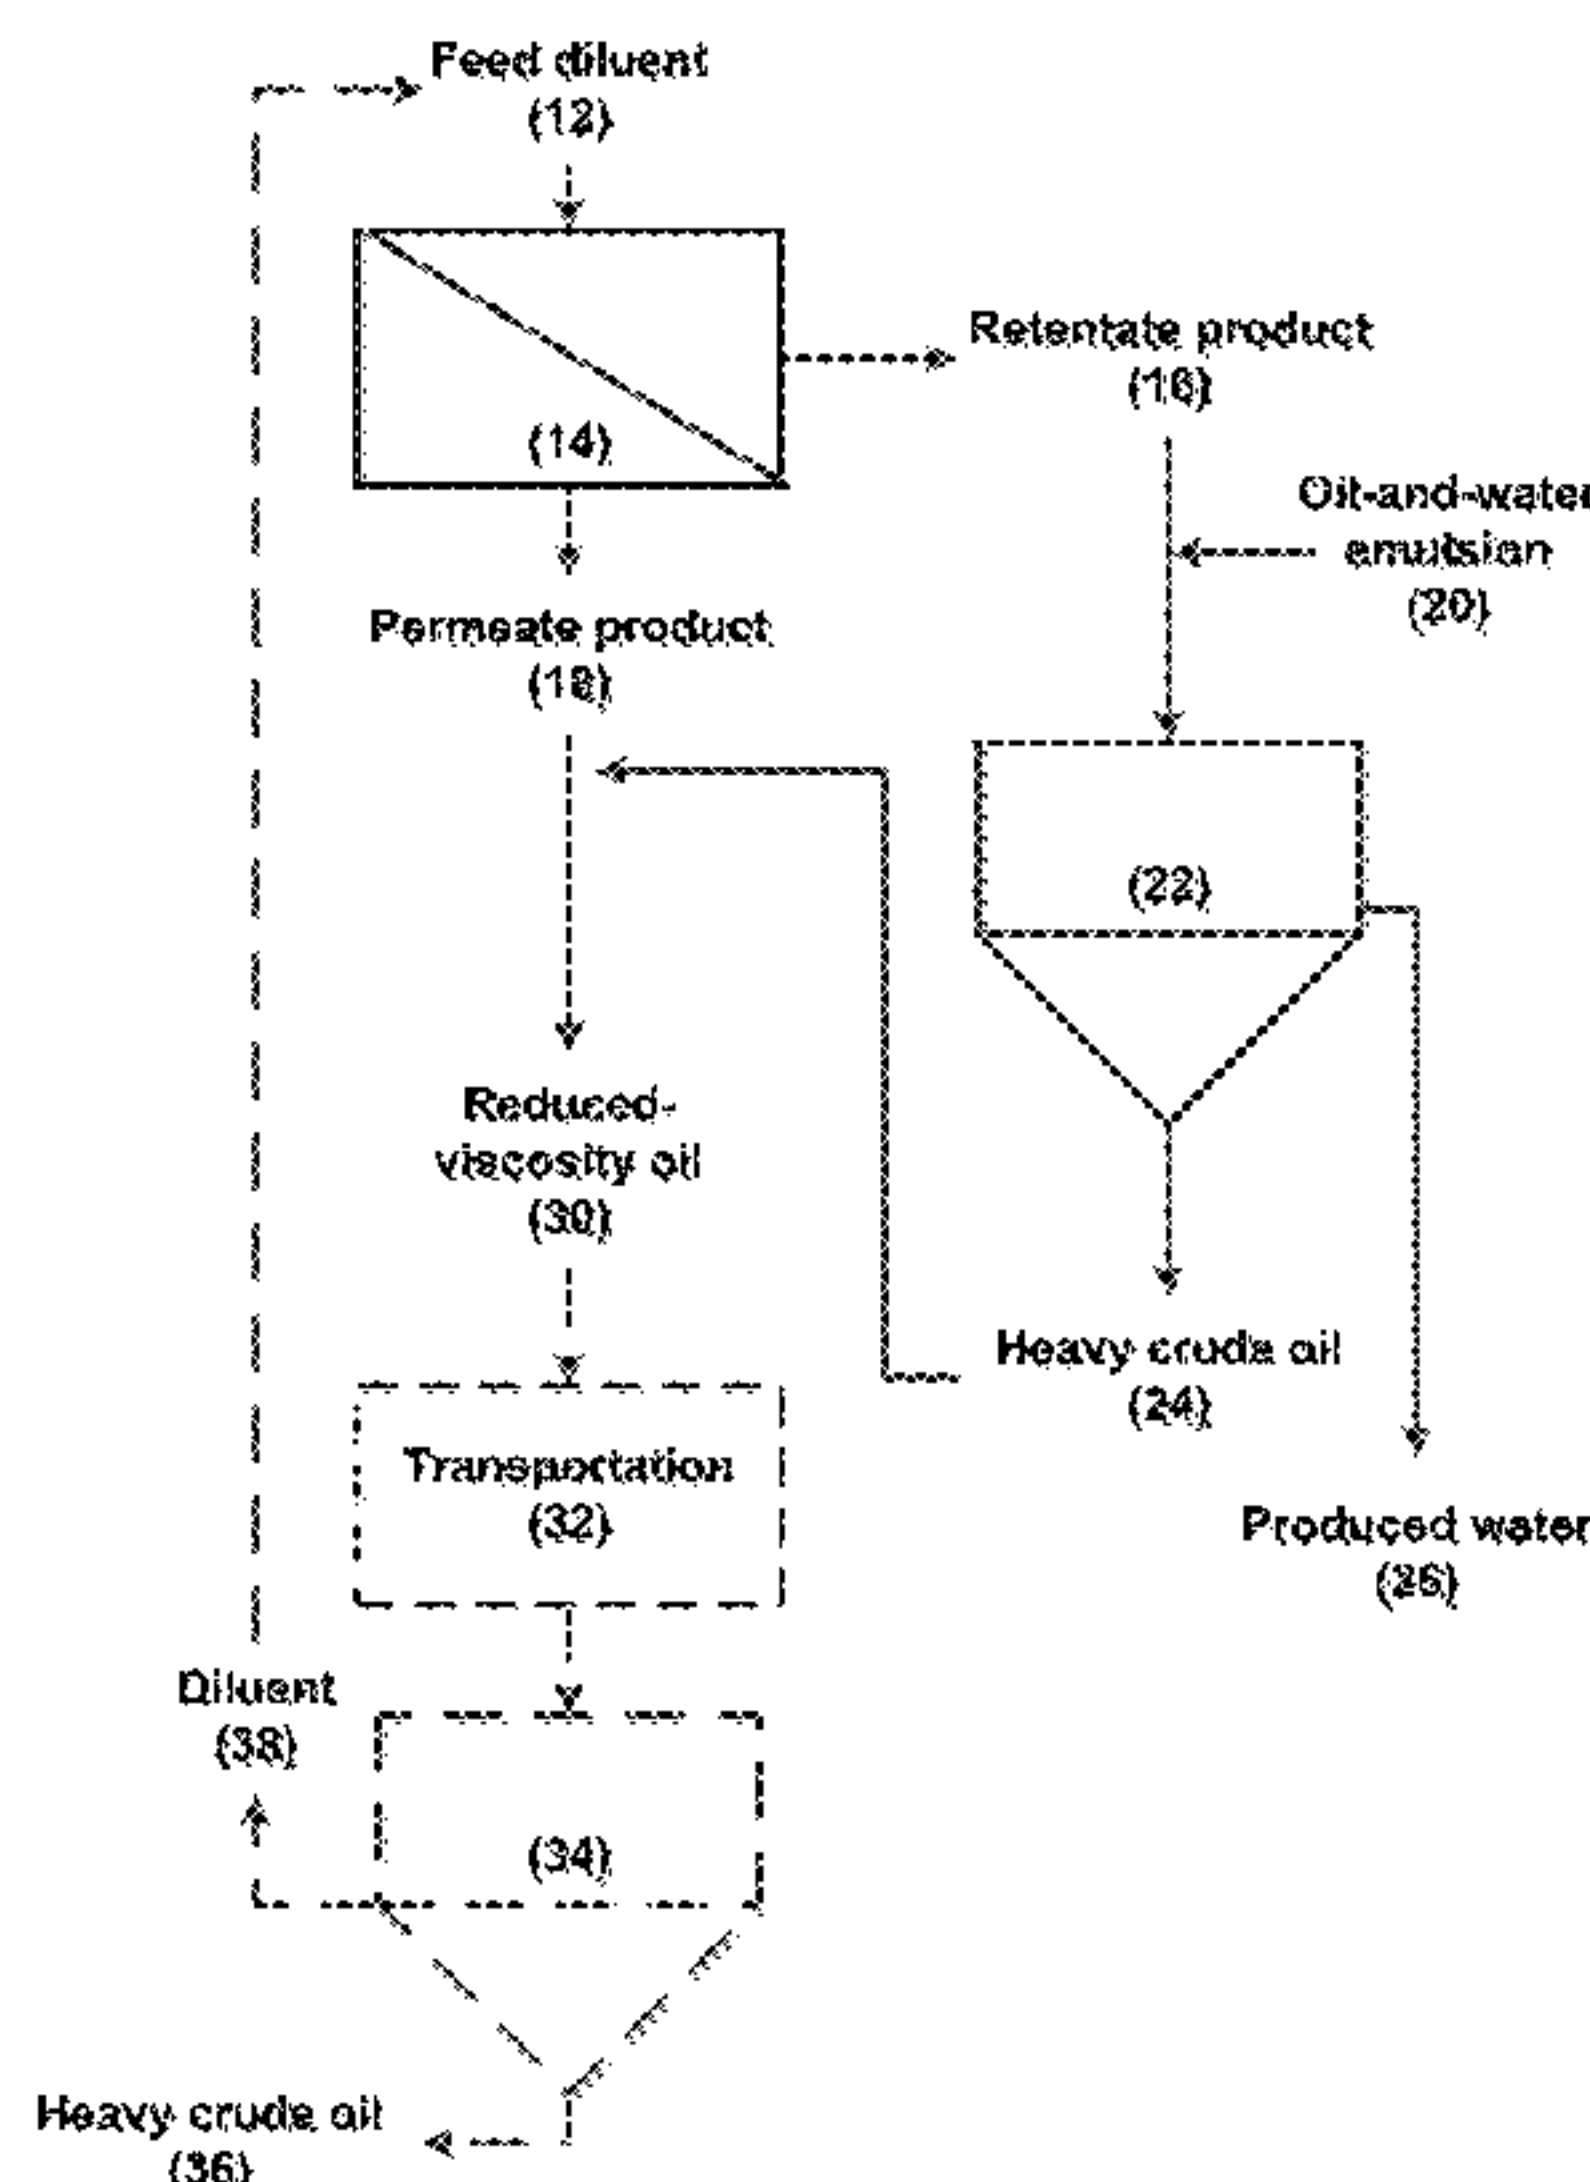 Feed diluent
(12)
(14)
Retentate product
(16)
Oil-and-water
emulsion
(20)
Permeate product
(18)
(22)
Reduced-
viscosity oil
(30)
Heavy crude oil
(24)
Transportation
(32)
Produced water
(26)
Diluent
(38)
(34)
Heavy crude oil
(36)